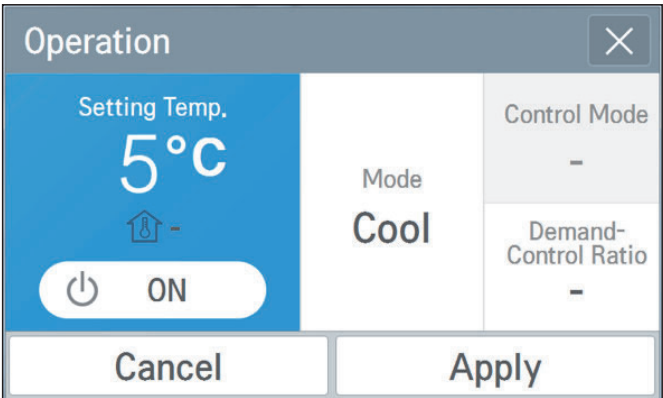 Operation
Setting Temp.
5°C
-
ON
Mode
Cool
Control Mode
-
Demand-
Control Ratio
-
Cancel
Apply